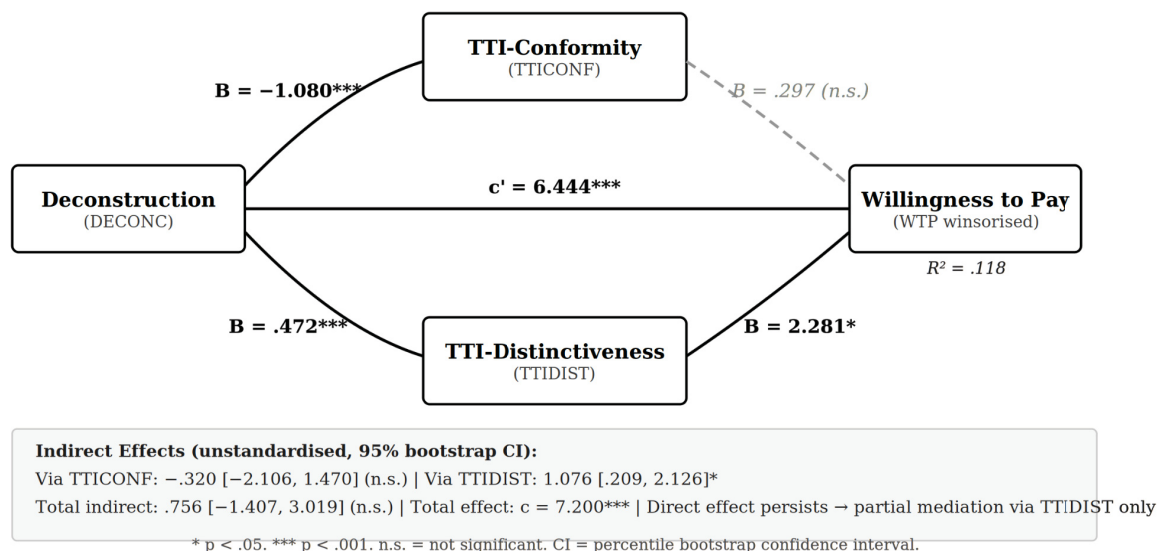 TTI-Conformity
(TTICONF)
B = −1.080***
B = .297 (n.s.)
c' = 6.444***
Deconstruction
(DECONC)
Willingness to Pay
(WTP winsorised)
R² = .118
B = .472***
B = 2.281*
TTI-Distinctiveness
(TTIDIST)
Indirect Effects (unstandardised, 95% bootstrap CI):
Via TTICONF: −.320 [−2.106, 1.470] (n.s.) | Via TTIDIST: 1.076 [.209, 2.126]*
Total indirect: .756 [−1.407, 3.019] (n.s.) | Total effect: c = 7.200*** | Direct effect persists → partial mediation via TTIDIST only
* p < .05. *** p < .001. n.s. = not significant. CI = percentile bootstrap confidence interval.